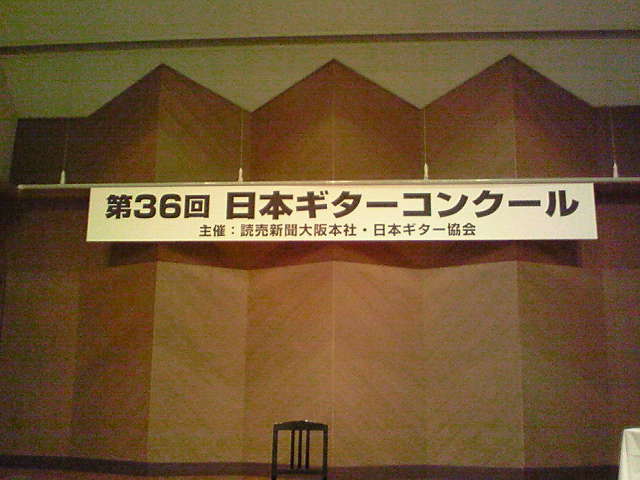 第36回 日本ギターコンクール
主催：読売新聞大阪本社・日本ギター協会